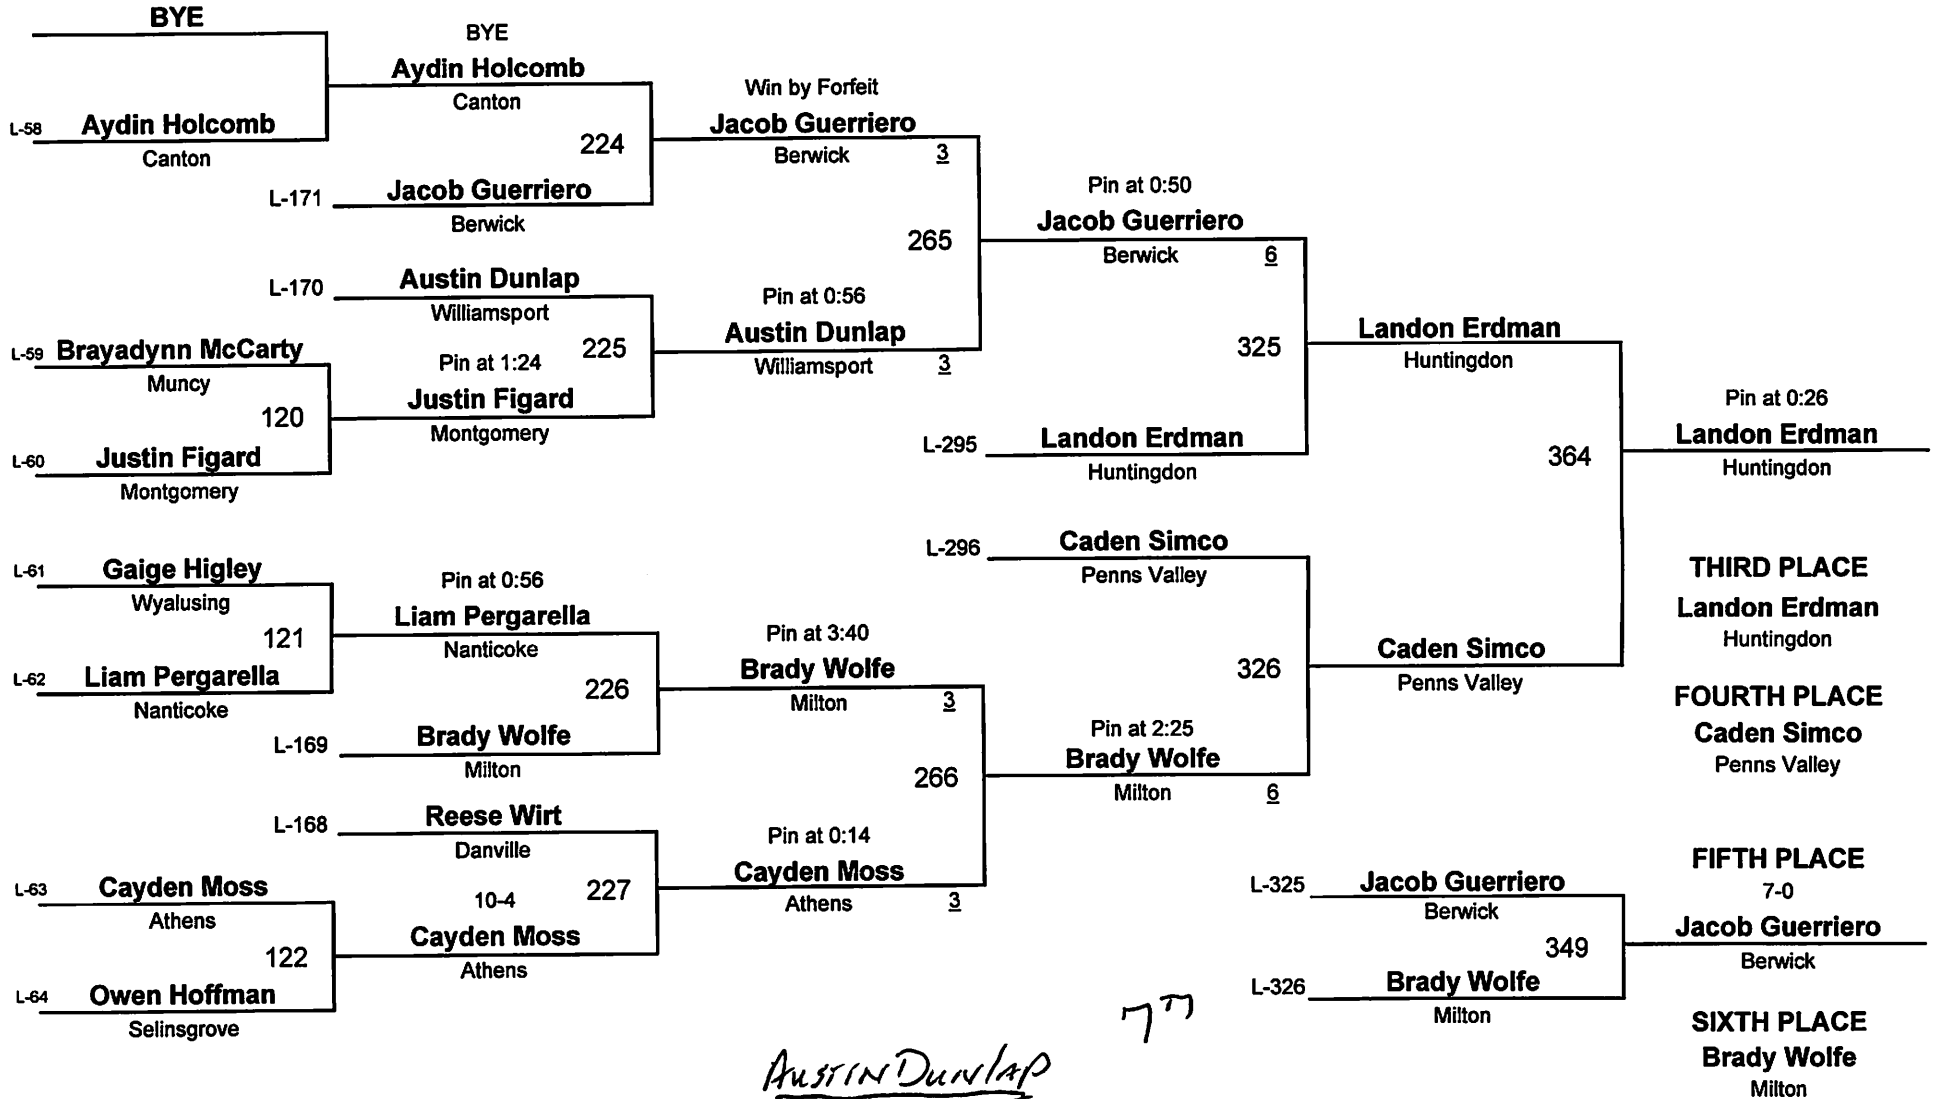 BYE
L-58 Aydin Holcomb
Canton
BYE
Aydin Holcomb
Canton
224
L-171 Jacob Guerriero
Berwick
Win by Forfeit
Jacob Guerriero
Berwick 3
L-170 Austin Dunlap
Williamsport
225
L-59 Brayadynn McCarty
Muncy
120
L-60 Justin Figard
Montgomery
Pin at 1:24
Justin Figard
Montgomery
Pin at 0:56
Austin Dunlap
Williamsport 3
265
Pin at 0:50
Jacob Guerriero
Berwick 6
325
L-295 Landon Erdman
Huntingdon
Landon Erdman
Huntingdon
364
Pin at 0:26
Landon Erdman
Huntingdon
L-61 Gaige Higley
Wyalusing
121
L-62 Liam Pergarella
Nanticoke
Pin at 0:56
Liam Pergarella
Nanticoke
226
L-169 Brady Wolfe
Milton
Pin at 3:40
Brady Wolfe
Milton 3
266
L-168 Reese Wirt
Danville
227
L-63 Cayden Moss
Athens
122
L-64 Owen Hoffman
Selinsgrove
10-4
Cayden Moss
Athens
Pin at 0:14
Cayden Moss
Athens 3
L-296 Caden Simco
Penns Valley
326
Pin at 2:25
Brady Wolfe
Milton 6
Caden Simco
Penns Valley
THIRD PLACE
Landon Erdman
Huntingdon
FOURTH PLACE
Caden Simco
Penns Valley
L-325 Jacob Guerriero
Berwick
349
L-326 Brady Wolfe
Milton
FIFTH PLACE
7-0
Jacob Guerriero
Berwick
SIXTH PLACE
Brady Wolfe
Milton
7TH
AUSTIN DUNLAP